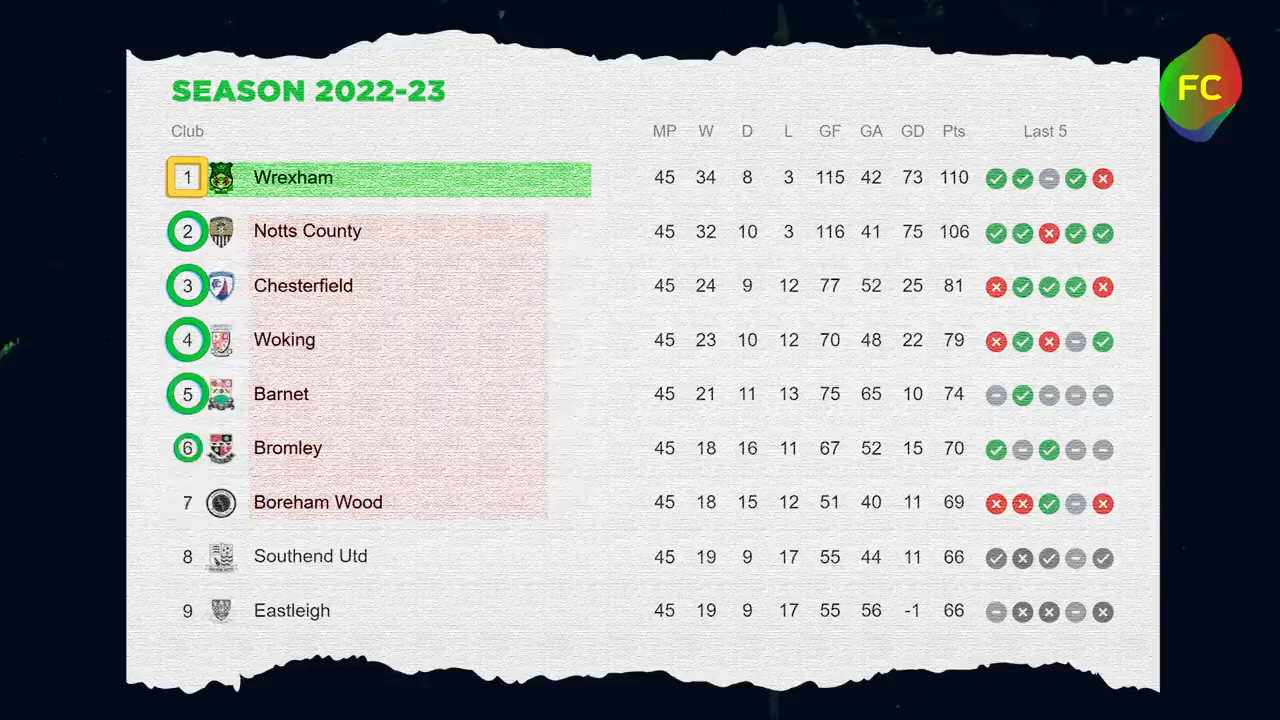 FC
SEASON 2022-23
Club MP W D L GF GA GD Pts Last 5
1 Wrexham 45 34 8 3 115 42 73 110
2 Notts County 45 32 10 3 116 41 75 106
3 Chesterfield 45 24 9 12 77 52 25 81
4 Woking 45 23 10 12 70 48 22 79
5 Barnet 45 21 11 13 75 65 10 74
6 Bromley 45 18 16 11 67 52 15 70
7 Boreham Wood 45 18 15 12 51 40 11 69
8 Southend Utd 45 19 9 17 55 44 11 66
9 Eastleigh 45 19 9 17 55 56 -1 66